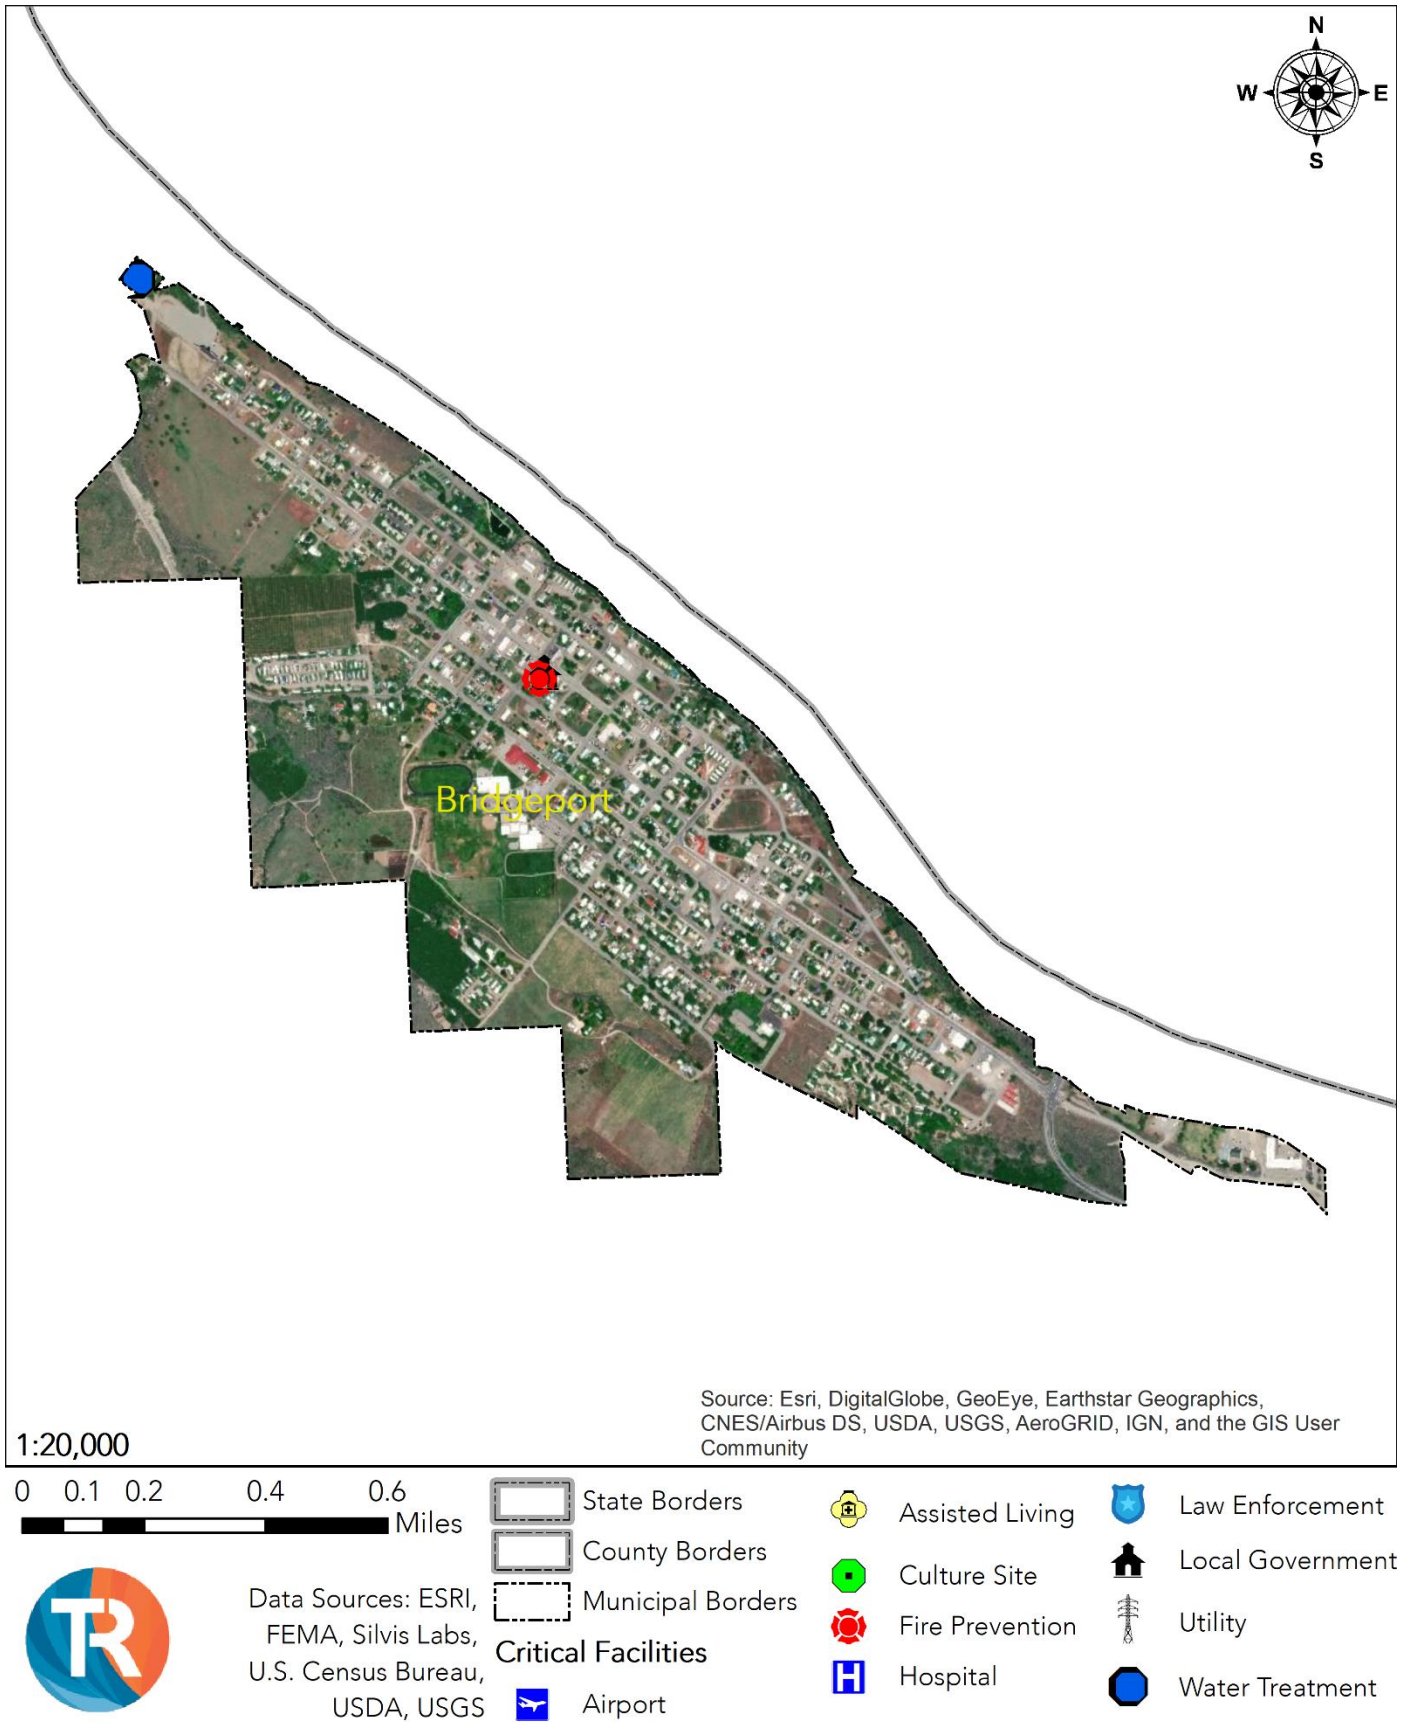 N
W E
S
Bridgeport
Source: Esri, DigitalGlobe, GeoEye, Earthstar Geographics,
CNES/Airbus DS, USDA, USGS, AeroGRID, IGN, and the GIS User
Community
1:20,000
0 0.1 0.2 0.4 0.6
Miles
TR
Data Sources: ESRI,
FEMA, Silvis Labs,
U.S. Census Bureau,
USDA, USGS
State Borders
County Borders
Municipal Borders
Critical Facilities
Airport
Assisted Living
Culture Site
Fire Prevention
H Hospital
Law Enforcement
Local Government
Utility
Water Treatment